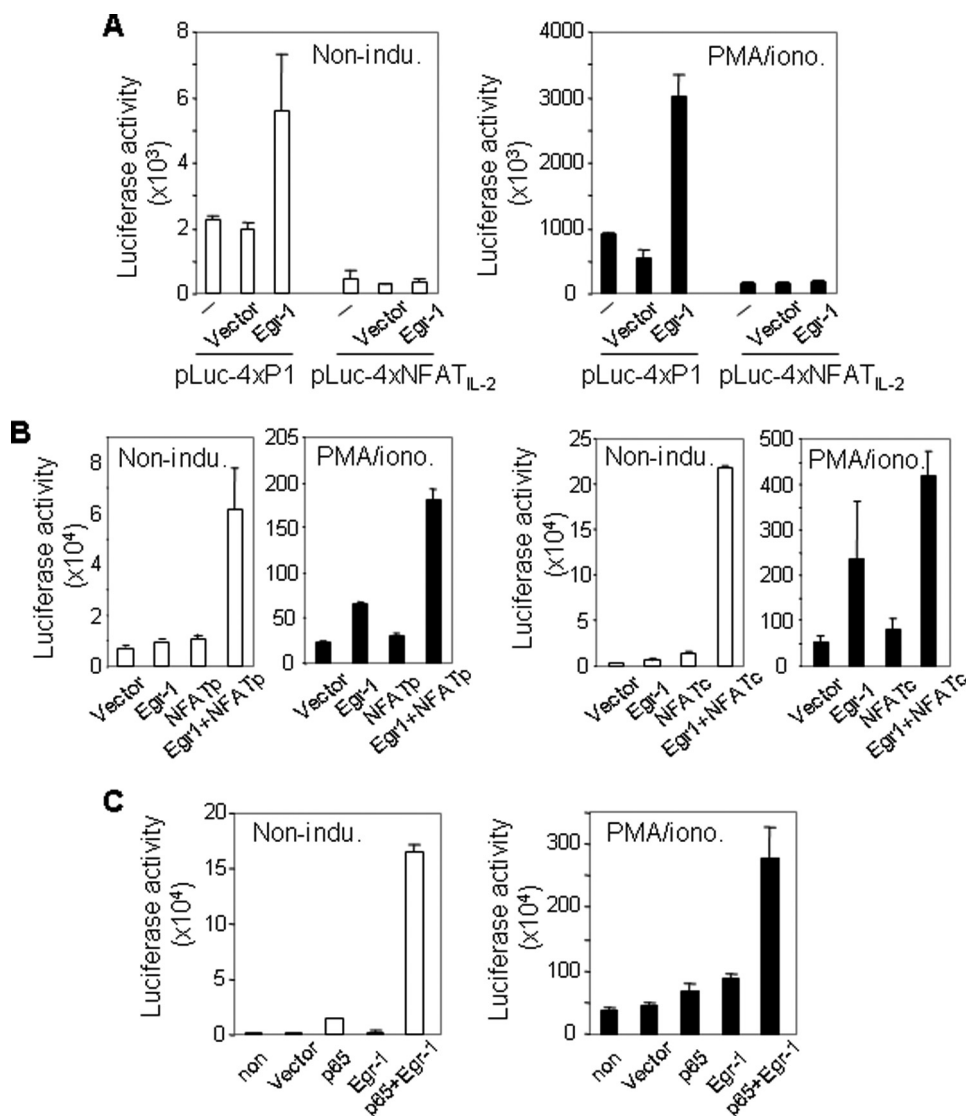 A
Luciferase activity
(x10³)
8
6
4
2
0
Non-indu.
–
Vector
Egr-1
–
Vector
Egr-1
pLuc-4xP1
pLuc-4xNFAT_IL-2
Luciferase activity
(x10³)
4000
3000
2000
1000
0
PMA/iono.
–
Vector
Egr-1
–
Vector
Egr-1
pLuc-4xP1
pLuc-4xNFAT_IL-2
B
Luciferase activity
(x10⁴)
8
6
4
2
0
Non-indu.
Vector
Egr-1
NFATp
Egr1+NFATp
205
200
150
100
50
0
PMA/iono.
Vector
Egr-1
NFATp
Egr1+NFATp
Luciferase activity
(x10⁴)
25
20
15
10
5
0
Non-indu.
Vector
Egr-1
NFATc
Egr1+NFATc
500
400
300
200
100
50
0
PMA/iono.
Vector
Egr-1
NFATc
Egr1+NFATc
C
Luciferase activity
(x10⁴)
20
15
10
5
0
Non-indu.
non
Vector
p65
Egr-1
p65+Egr-1
Luciferase activity
(x10⁴)
300
200
100
50
0
PMA/iono.
non
Vector
p65
Egr-1
p65+Egr-1